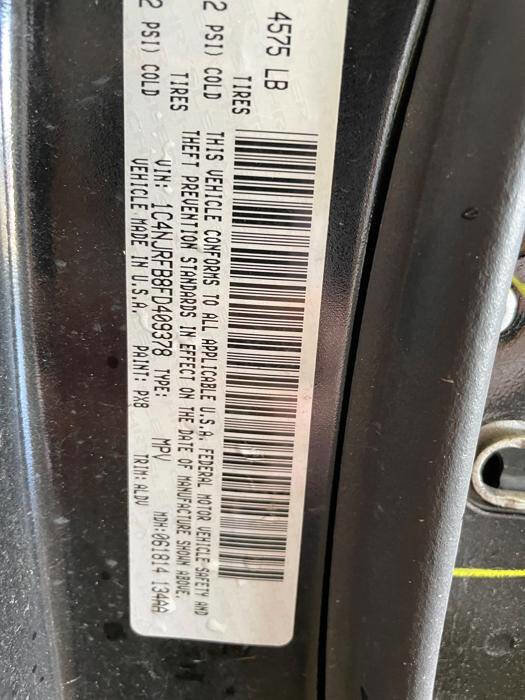 4575 LB
TIRES
2 PSI) COLD
TIRES
2 PSI) COLD
THIS VEHICLE CONFORMS TO ALL APPLICABLE U.S.A. FEDERAL MOTOR VEHICLE SAFETY AND
THEFT PREVENTION STANDARDS IN EFFECT ON THE DATE OF MANUFACTURE SHOWN ABOVE.
VIN: 1C4NJRFB8FD409378 TYPE: MPV MDH:061814 134AA
VEHICLE MADE IN U.S.A. PAINT: PX8 TRIM:ALDV